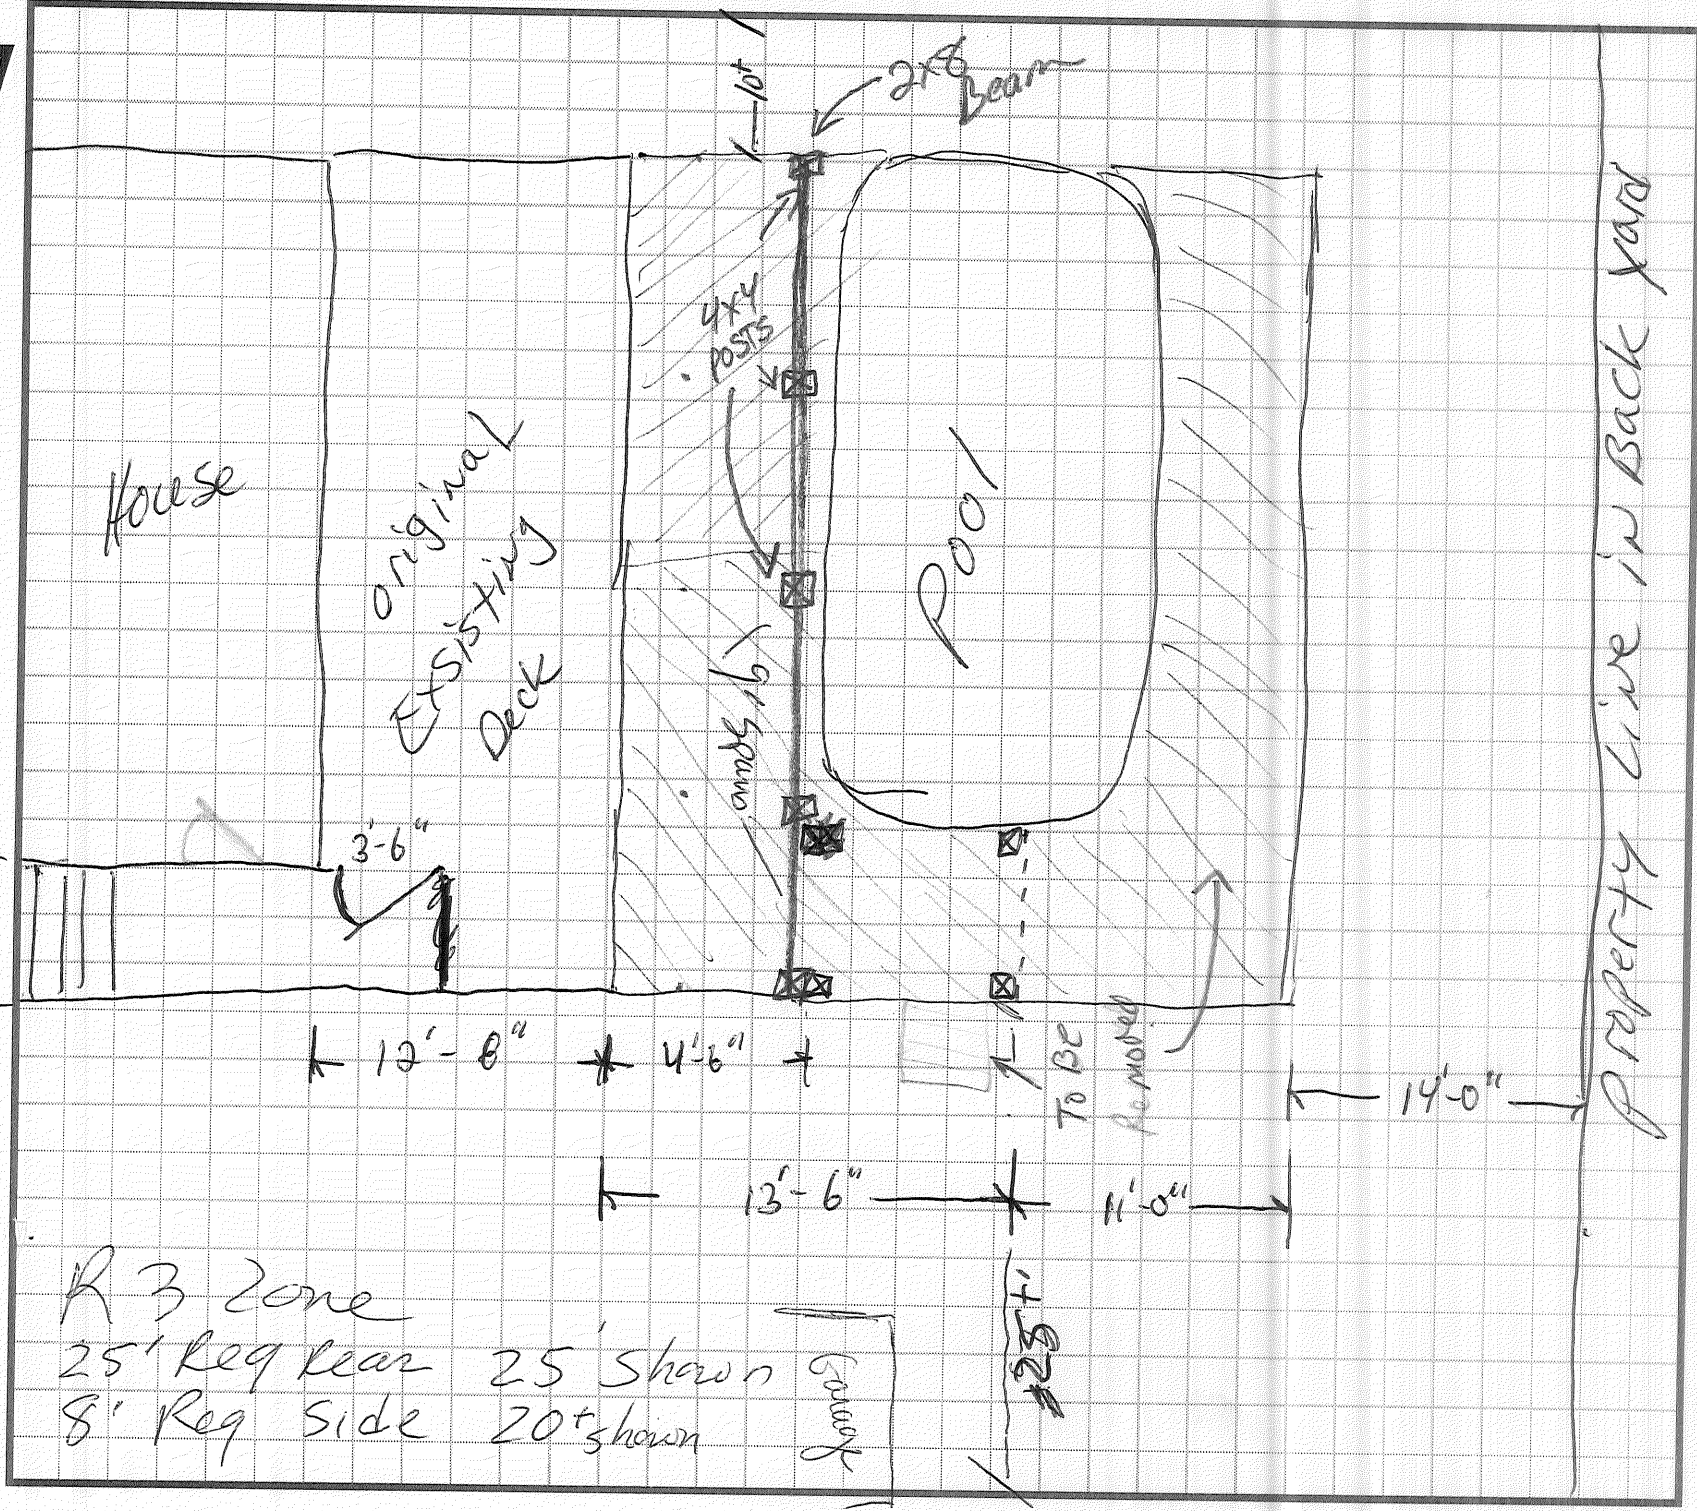 10+
2x8
Beam
4x4
POSTS
House
original
Exsisting
Deck
Pool
Property Line in Back Yard
3'-6"
12'-8"
4'-6"
To Be
Removed
14'-0"
13'-6"
11'-0"
25+'
R 3 Zone
25' Req Rear 25' Shown
8' Req Side 20+ shown
Garage